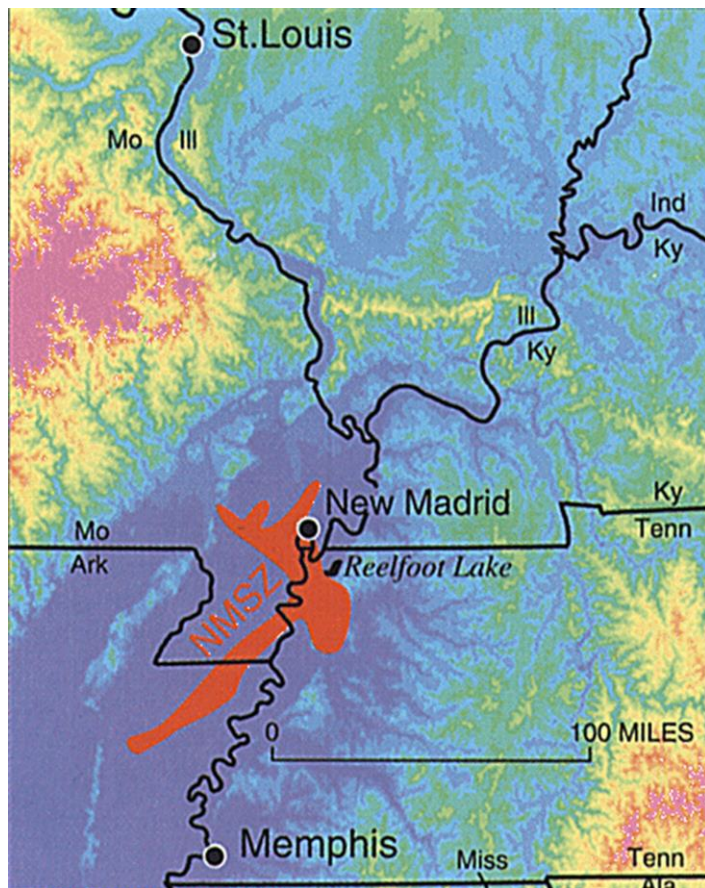 St.Louis
Mo Ill
Ind
Ky
Ill
Ky
New Madrid
Ky
Tenn
Mo
Ark
Reelfoot Lake
NMSZ
0 100 MILES
Memphis
Miss Tenn
Ala